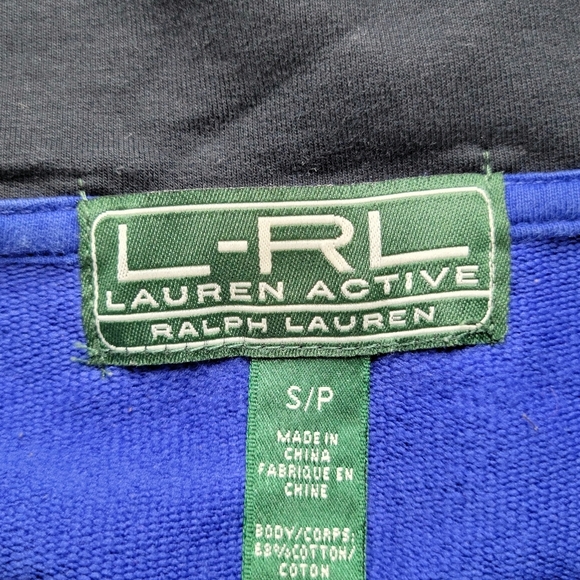 L-RL
LAUREN ACTIVE
RALPH LAUREN
S/P
MADE IN
CHINA
FABRIQUE EN
CHINE
BODY/CORPS:
%COTTON/
COTON